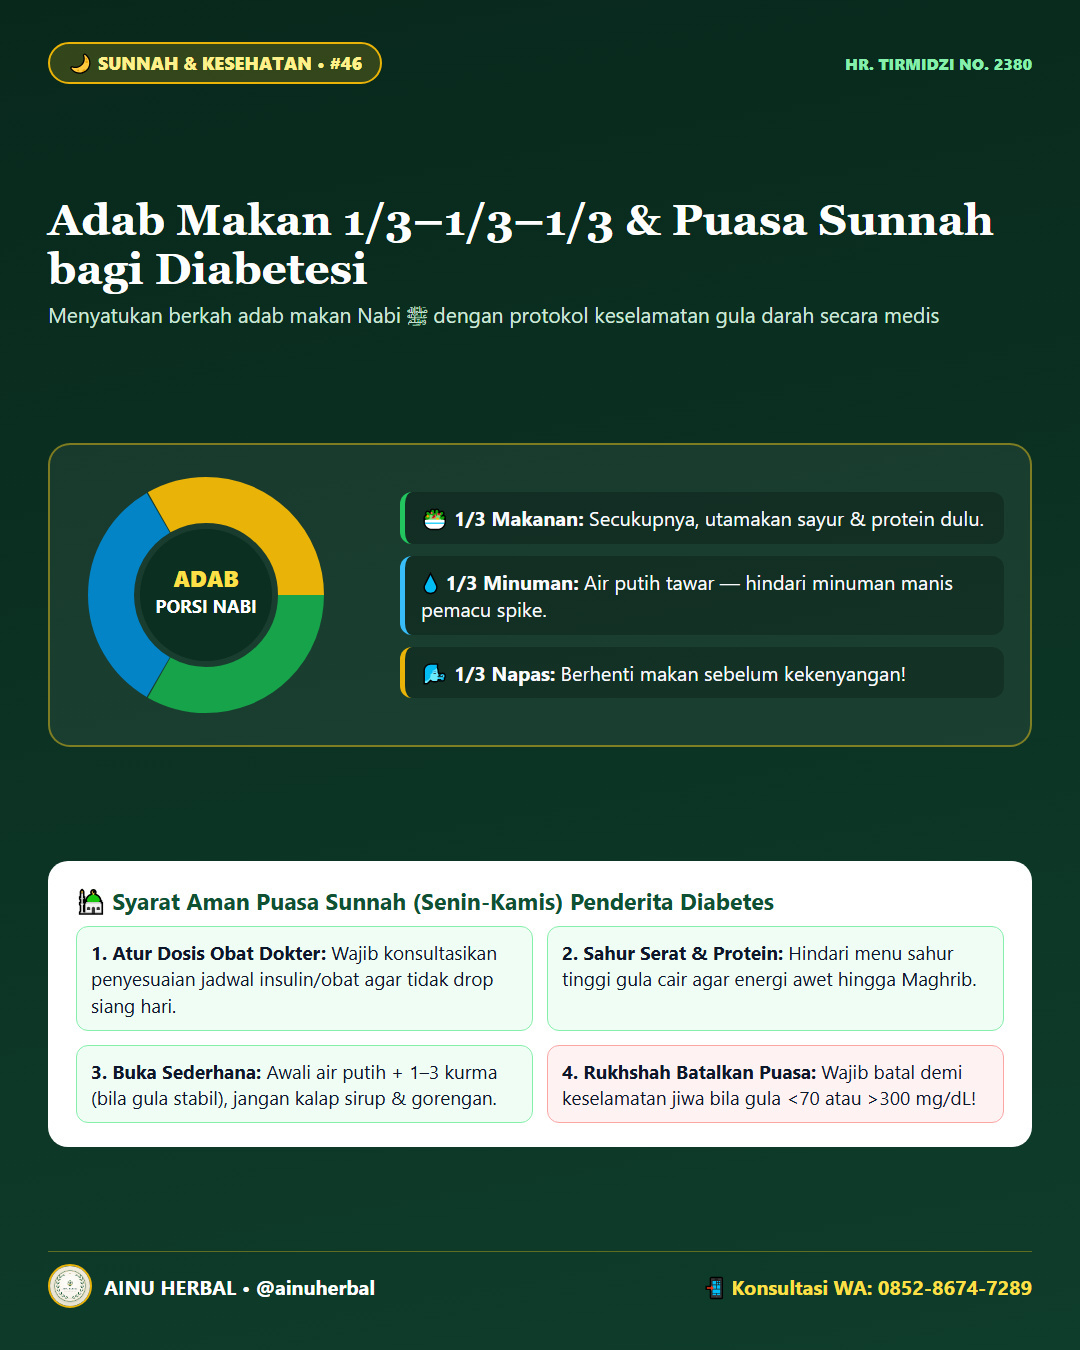 🌙 SUNNAH & KESEHATAN • #46
HR. TIRMIDZI NO. 2380
Adab Makan 1/3–1/3–1/3 & Puasa Sunnah
bagi Diabetesi
Menyatukan berkah adab makan Nabi ﷺ dengan protokol keselamatan gula darah secara medis
ADAB
PORSI NABI
🥗 1/3 Makanan: Secukupnya, utamakan sayur & protein dulu.
💧 1/3 Minuman: Air putih tawar — hindari minuman manis
pemacu spike.
🌬️ 1/3 Napas: Berhenti makan sebelum kekenyangan!
🕌 Syarat Aman Puasa Sunnah (Senin-Kamis) Penderita Diabetes
1. Atur Dosis Obat Dokter: Wajib konsultasikan
penyesuaian jadwal insulin/obat agar tidak drop
siang hari.
2. Sahur Serat & Protein: Hindari menu sahur
tinggi gula cair agar energi awet hingga Maghrib.
3. Buka Sederhana: Awali air putih + 1–3 kurma
(bila gula stabil), jangan kalap sirup & gorengan.
4. Rukhshah Batalkan Puasa: Wajib batal demi
keselamatan jiwa bila gula <70 atau >300 mg/dL!
AINU HERBAL • @ainuherbal
📲 Konsultasi WA: 0852-8674-7289